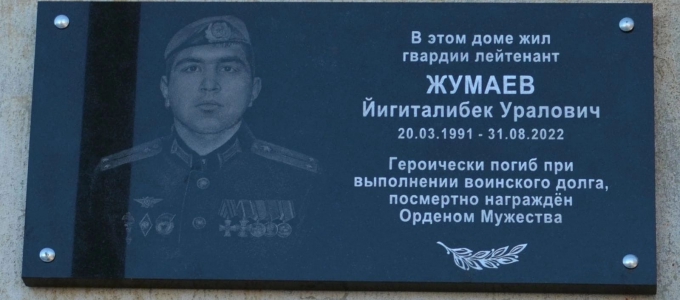 В этом доме жил
гвардии лейтенант
ЖУМАЕВ
Йигиталибек Уралович
20.03.1991 - 31.08.2022
Героически погиб при
выполнении воинского долга,
посмертно награждён
Орденом Мужества